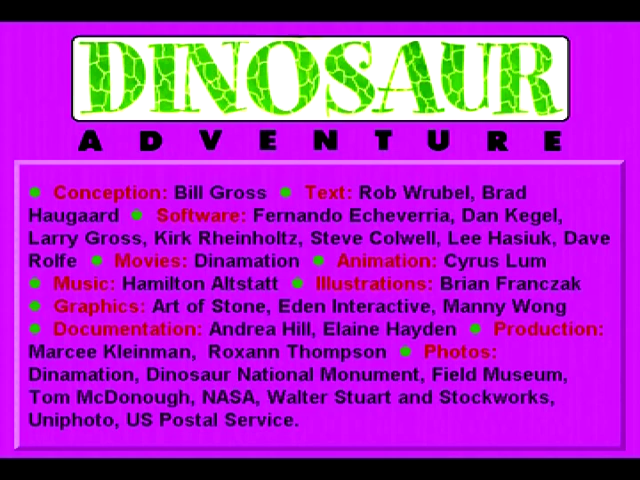 DINOSAUR
ADVENTURE
● Conception: Bill Gross ● Text: Rob Wrubel, Brad
Haugaard ● Software: Fernando Echeverria, Dan Kegel,
Larry Gross, Kirk Rheinholtz, Steve Colwell, Lee Hasiuk, Dave
Rolfe ● Movies: Dinamation ● Animation: Cyrus Lum
● Music: Hamilton Altstatt ● Illustrations: Brian Franczak
● Graphics: Art of Stone, Eden Interactive, Manny Wong
● Documentation: Andrea Hill, Elaine Hayden ● Production:
Marcee Kleinman, Roxann Thompson ● Photos:
Dinamation, Dinosaur National Monument, Field Museum,
Tom McDonough, NASA, Walter Stuart and Stockworks,
Uniphoto, US Postal Service.